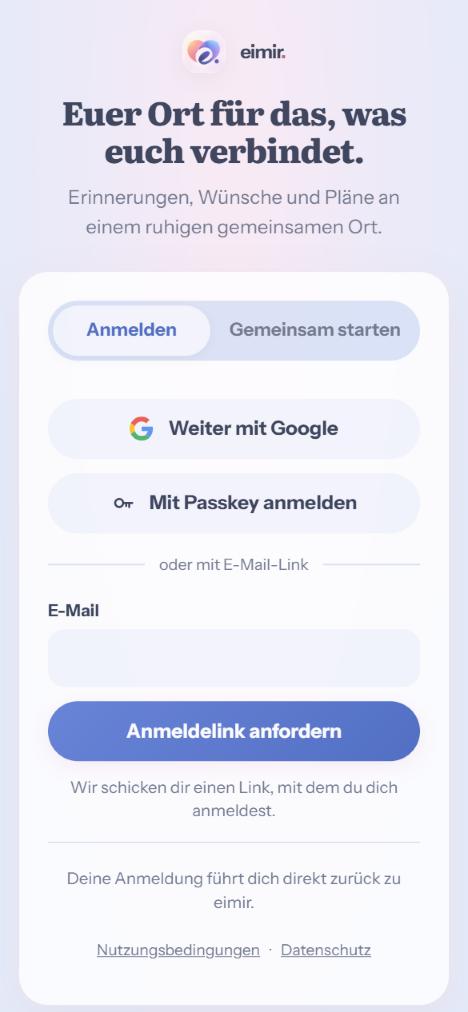 eimir.
Euer Ort für das, was
euch verbindet.
Erinnerungen, Wünsche und Pläne an
einem ruhigen gemeinsamen Ort.
Anmelden
Gemeinsam starten
Weiter mit Google
Mit Passkey anmelden
oder mit E-Mail-Link
E-Mail
Anmeldelink anfordern
Wir schicken dir einen Link, mit dem du dich
anmeldest.
Deine Anmeldung führt dich direkt zurück zu
eimir.
Nutzungsbedingungen · Datenschutz